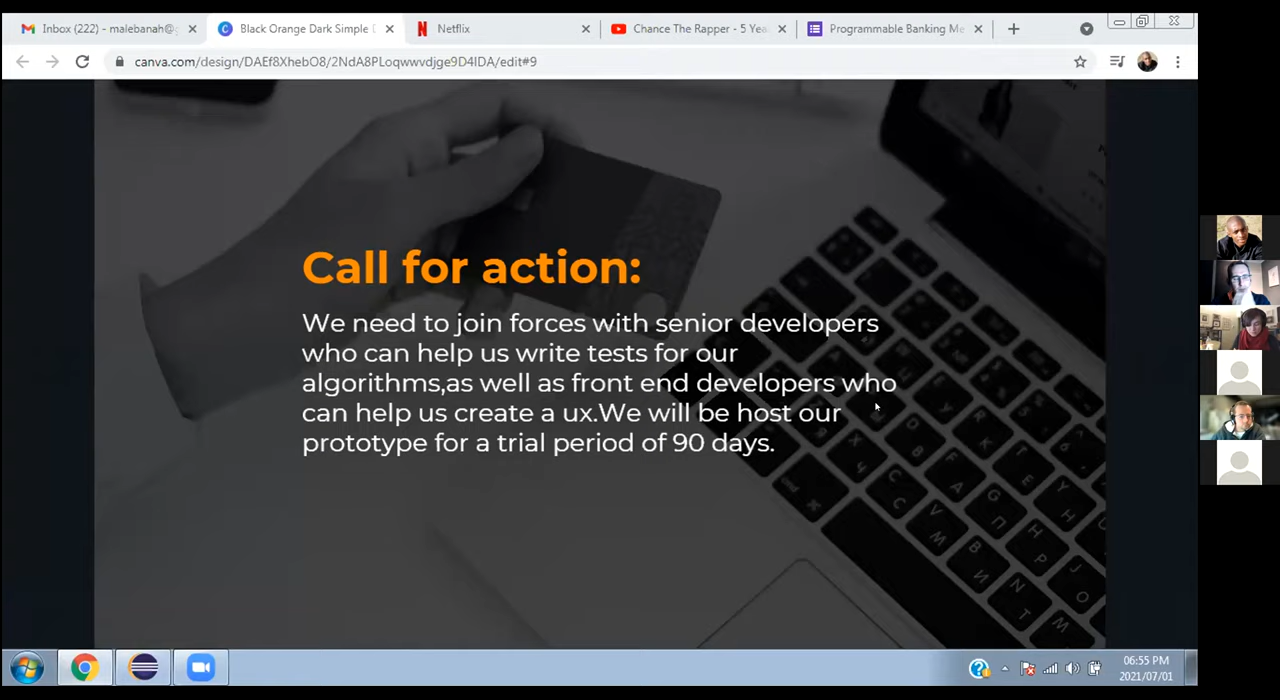 Inbox (222) - malebanah@g
Black Orange Dark Simple D
Netflix
Chance The Rapper - 5 Yea
Programmable Banking Me
canva.com/design/DAEf8XhebO8/2NdA8PLoqwwvdjge9D4IDA/edit#9
Call for action:
We need to join forces with senior developers
who can help us write tests for our
algorithms,as well as front end developers who
can help us create a ux.We will be host our
prototype for a trial period of 90 days.
06:55 PM
2021/07/01